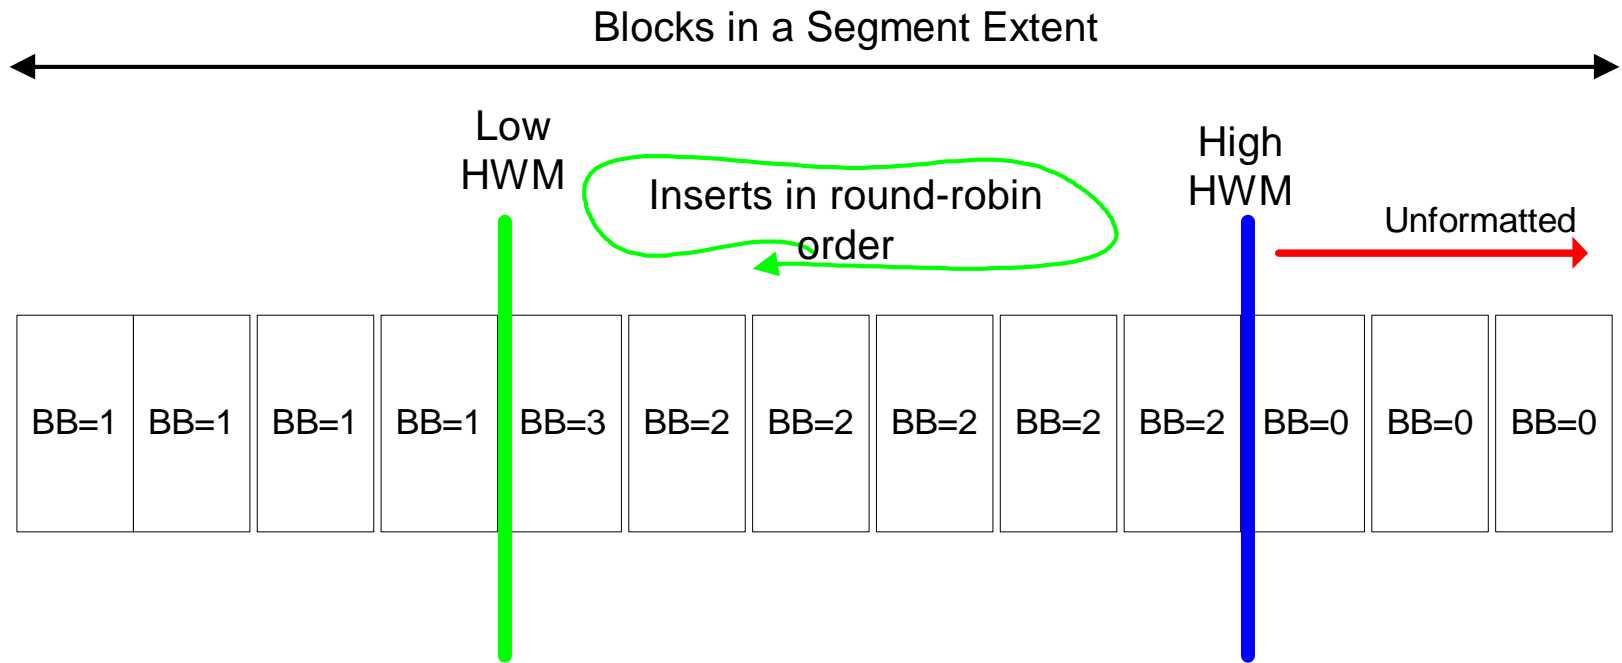 Blocks in a Segment Extent
Low
HWM
Inserts in round-robin
order
High
HWM
Unformatted
BB=1 BB=1 BB=1 BB=1 BB=3 BB=2 BB=2 BB=2 BB=2 BB=2 BB=0 BB=0 BB=0